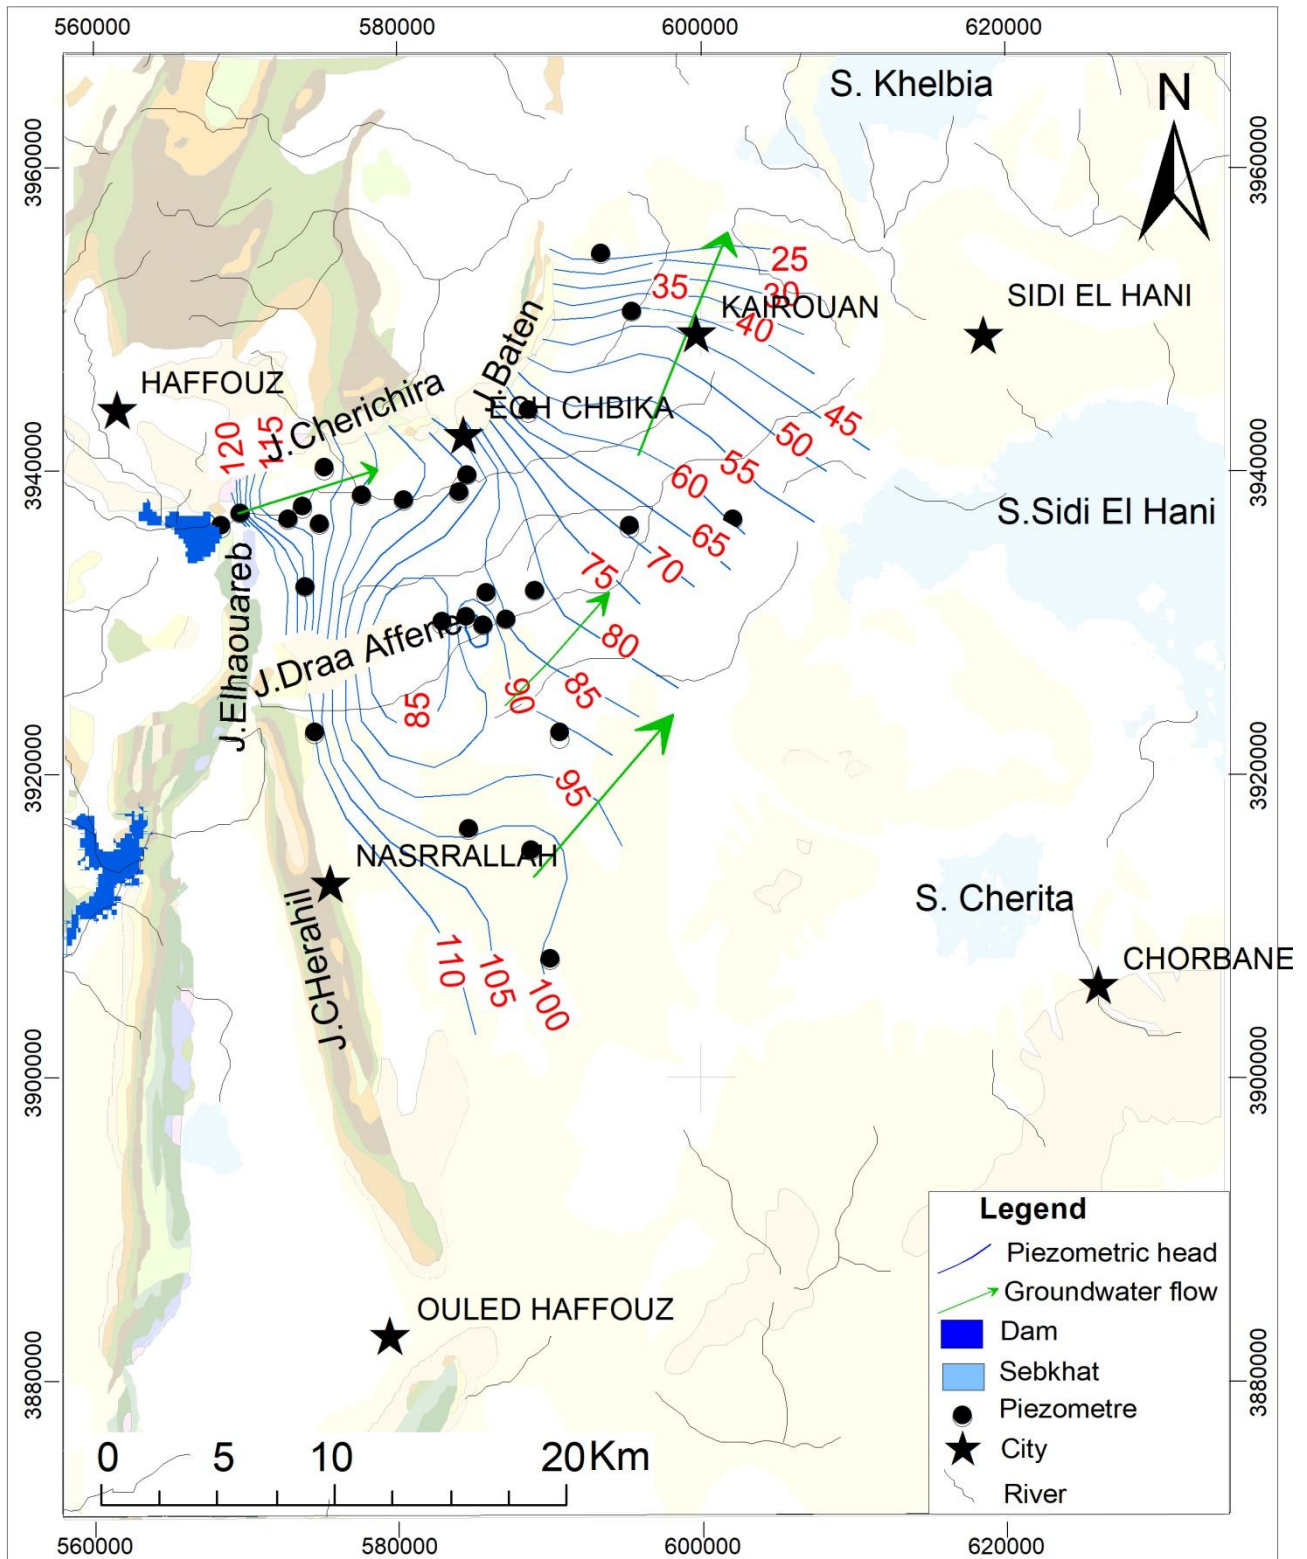 560000
580000
600000
620000
S. Khelbia
N
3960000
3960000
25
30
35
KAIROUAN
40
SIDI EL HANI
J.Baten
HAFFOUZ
J.Cherichira
ECH CHBIKA
120
115
45
50
55
60
65
70
3940000
3940000
S.Sidi El Hani
75
80
85
90
85
J.Elhaouareb
J.Draa Affene
3920000
3920000
95
NASRRALLAH
S. Cherita
J.CHerahil
110
105
100
CHORBANE
3900000
3900000
OULED HAFFOUZ
3880000
3880000
Legend
Piezometric head
Groundwater flow
Dam
Sebkhat
Piezometre
City
River
0
5
10
20Km
560000
580000
600000
620000